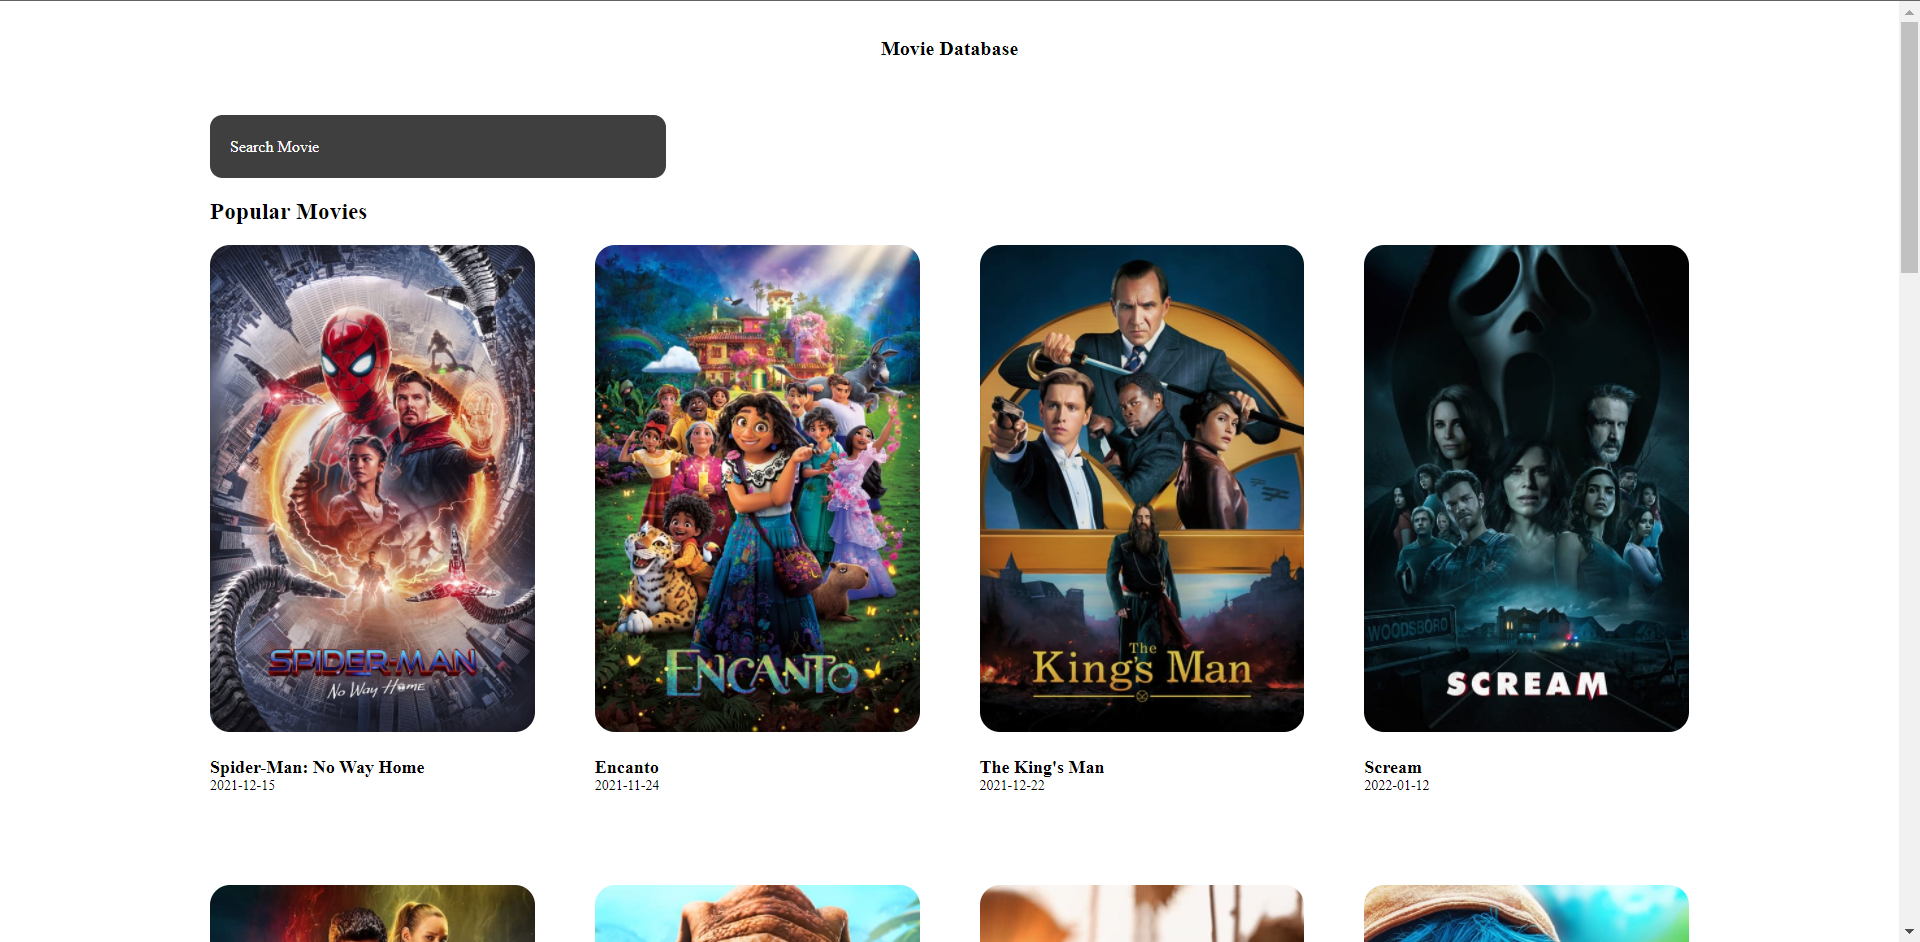 Movie Database
Search Movie
Popular Movies
SPIDER-MAN
No Way Home
ENCANTO
The
King's Man
WOODSBORO
SCREAM
Spider-Man: No Way Home
2021-12-15
Encanto
2021-11-24
The King's Man
2021-12-22
Scream
2022-01-12